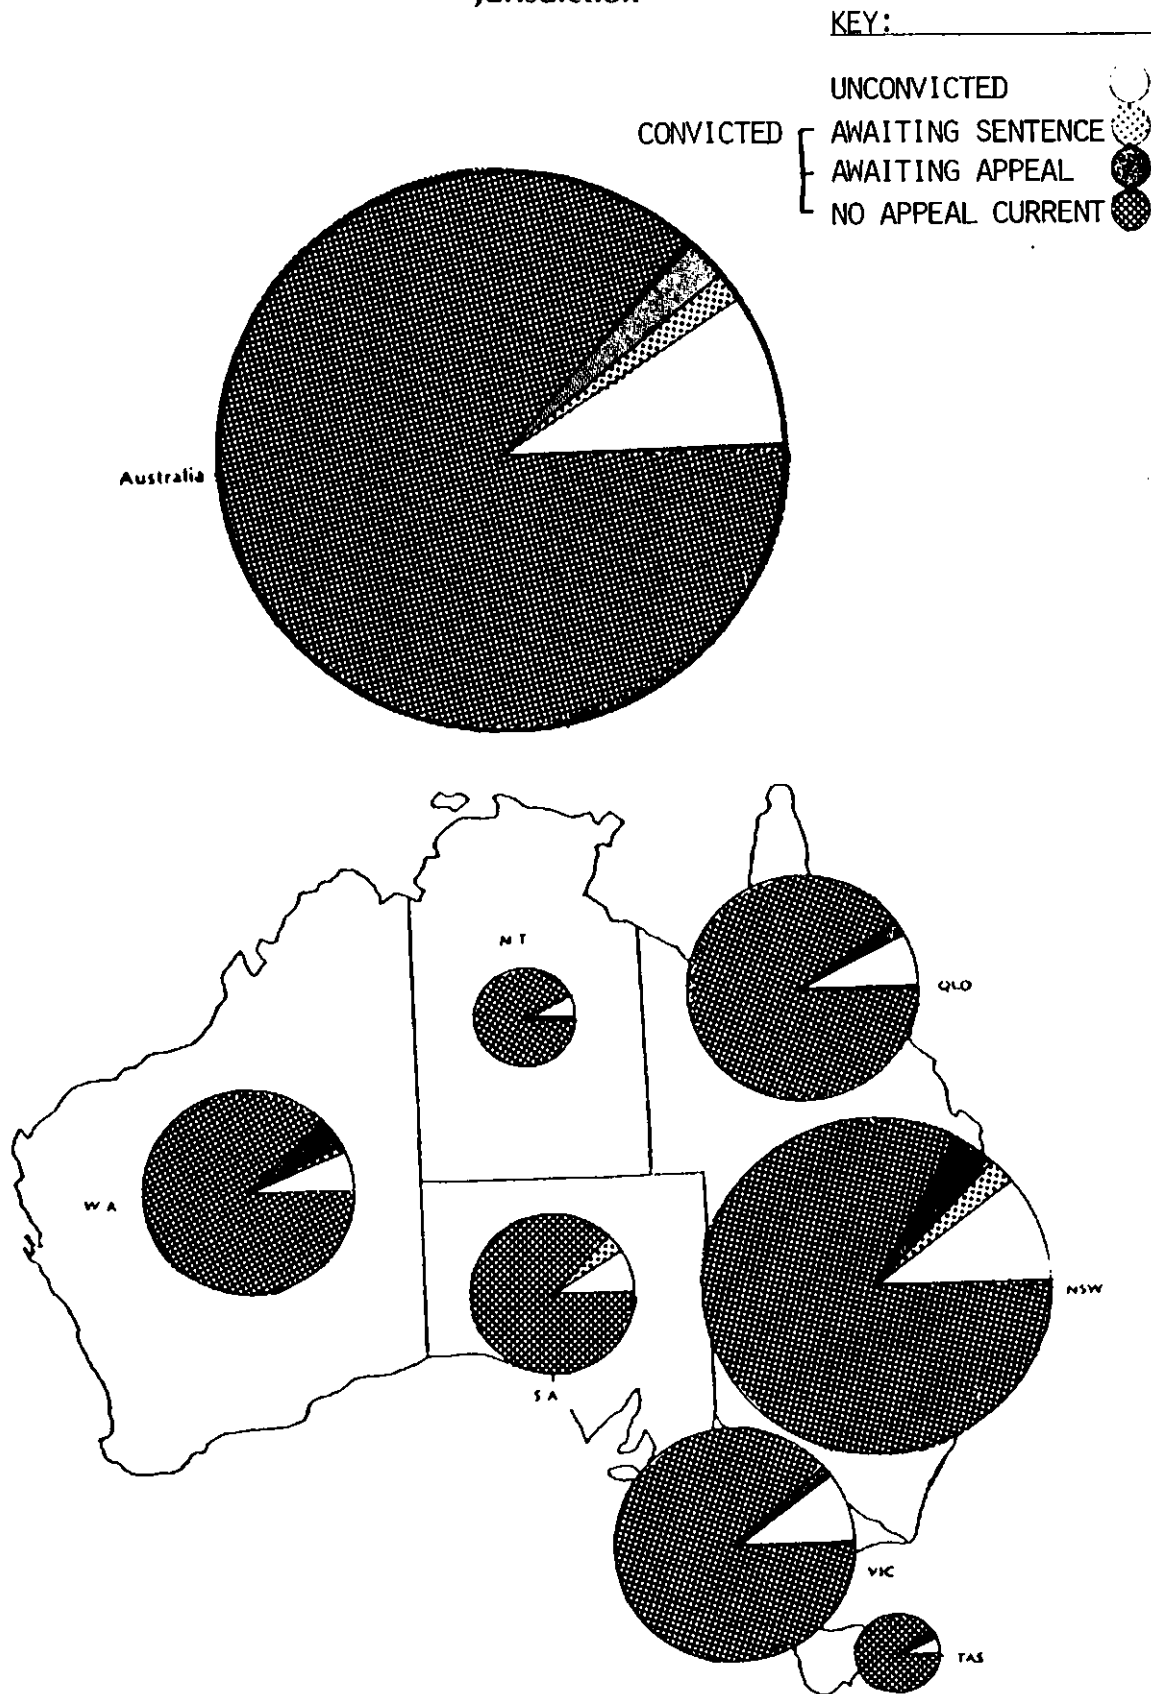 KEY:
UNCONVICTED
CONVICTED
AWAITING SENTENCE
AWAITING APPEAL
NO APPEAL CURRENT
Australia
N T
QLD
W A
NSW
S A
VIC
TAS